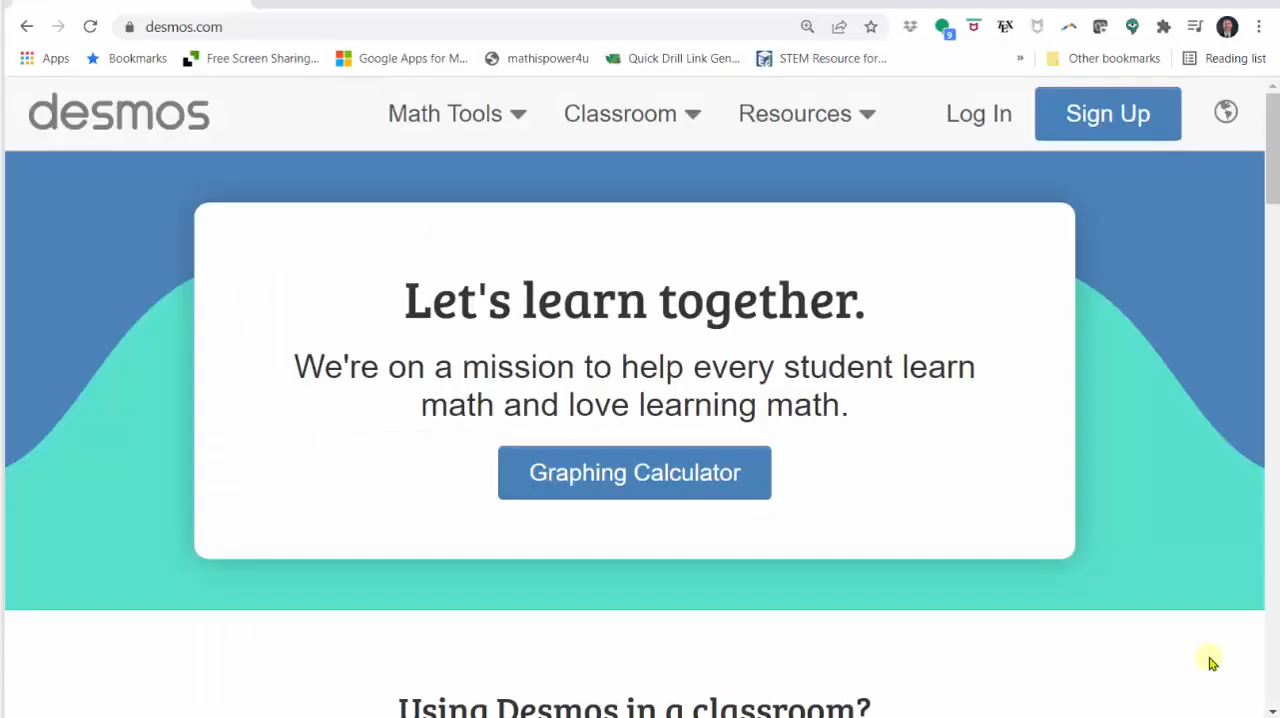 desmos.com
9
TEX
Apps Bookmarks Free Screen Sharing... Google Apps for M... mathispower4u Quick Drill Link Gen... STEM Resource for... » Other bookmarks Reading list
desmos Math Tools Classroom Resources Log In Sign Up
Let's learn together.
We're on a mission to help every student learn
math and love learning math.
Graphing Calculator
Using Desmos in a classroom?